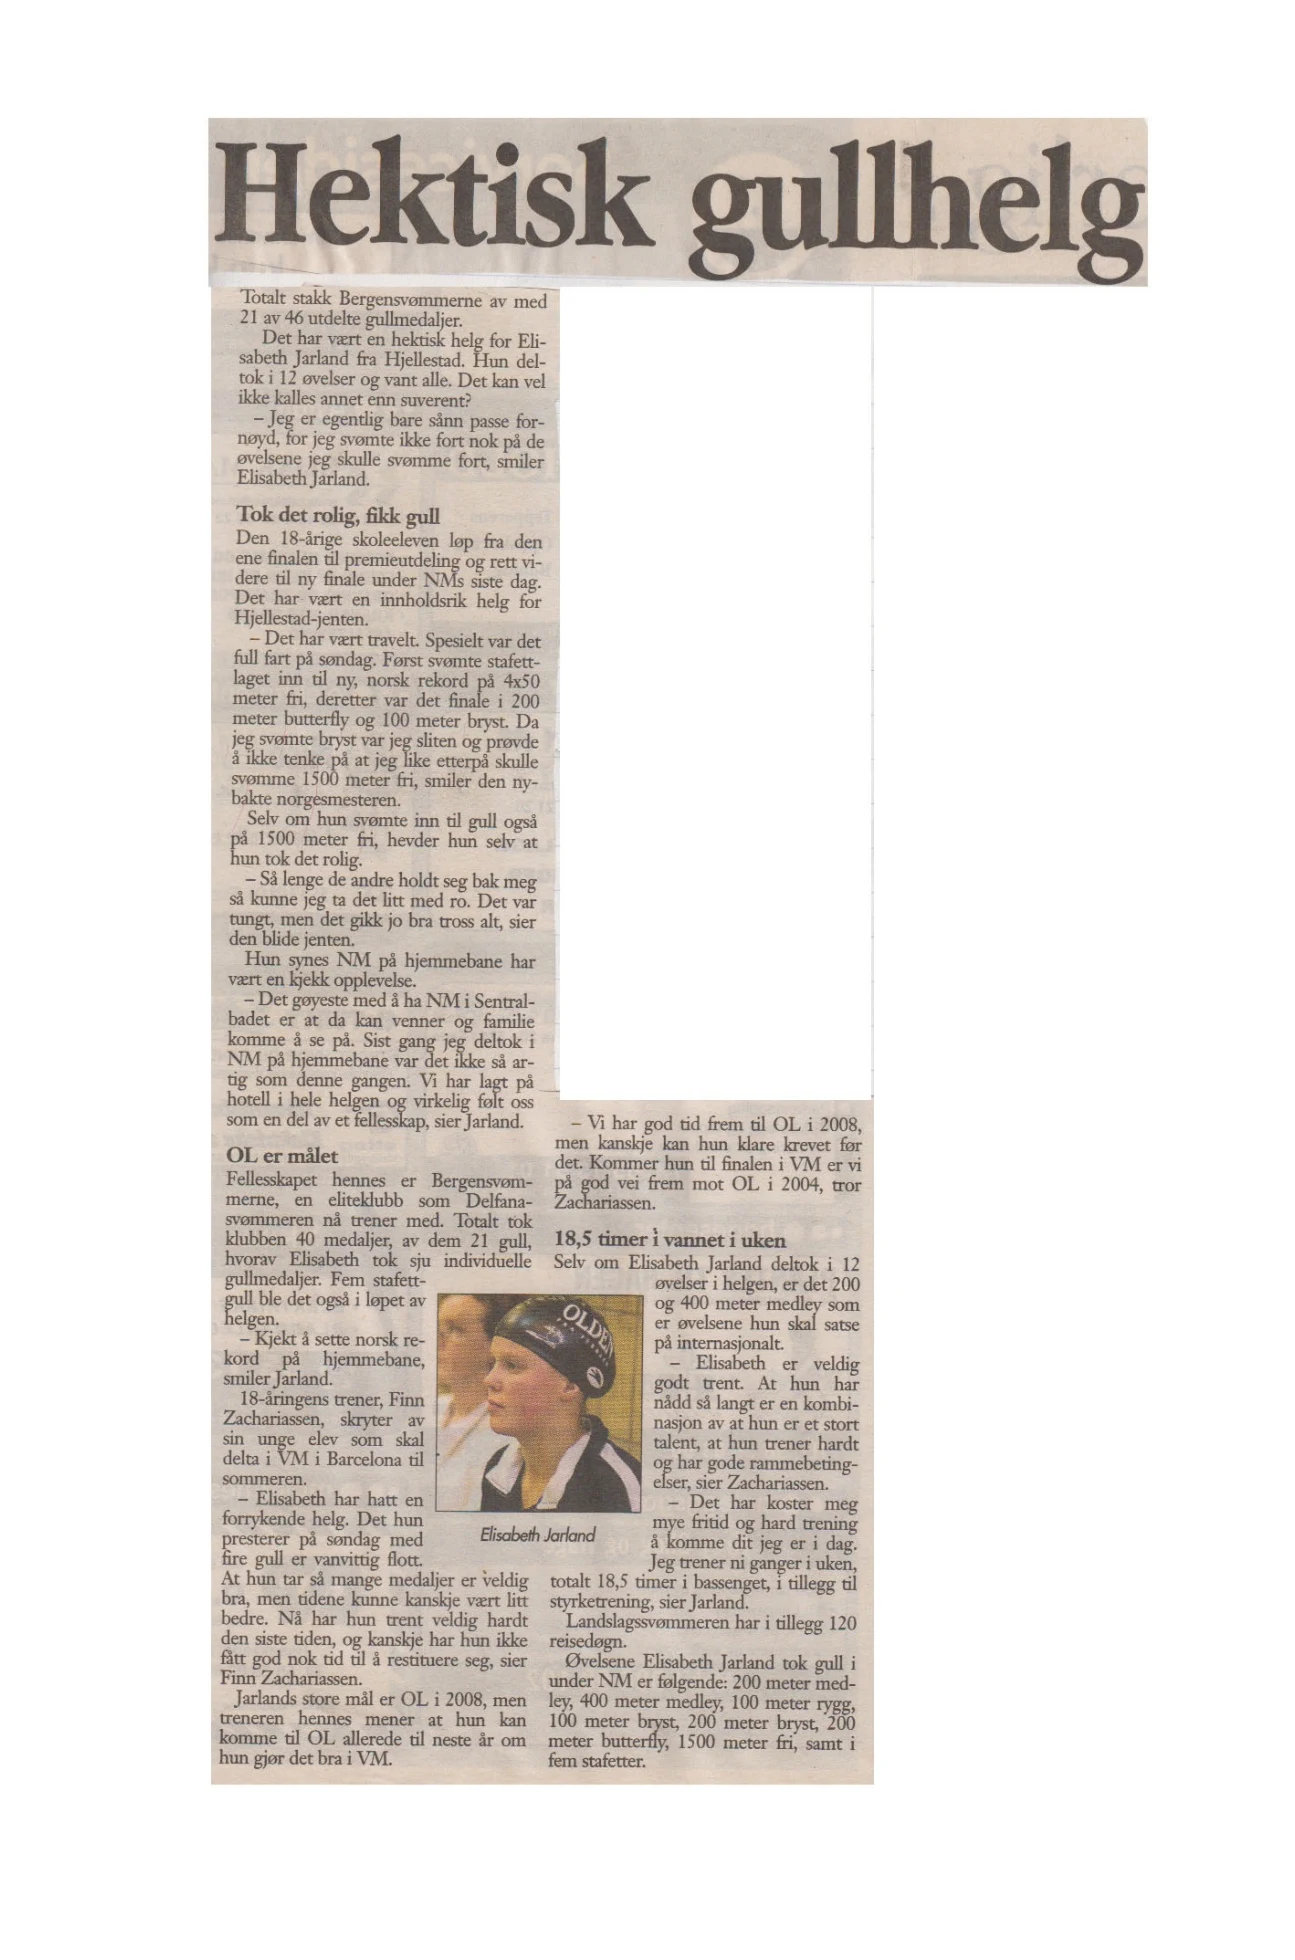 Hektisk gullhelg
Totalt stakk Bergensvømmerne av med
21 av 46 utdelte gullmedaljer.
Det har vært en hektisk helg for Eli-
sabeth Jarland fra Hjellestad. Hun del-
tok i 12 øvelser og vant alle. Det kan vel
ikke kalles annet enn suverent?
– Jeg er egentlig bare sånn passe for-
nøyd, for jeg svømte ikke fort nok på de
øvelsene jeg skulle svømme fort, smiler
Elisabeth Jarland.
Tok det rolig, fikk gull
Den 18-årige skoleeleven løp fra den
ene finalen til premieutdeling og rett vi-
dere til ny finale under NMs siste dag.
Det har vært en innholdsrik helg for
Hjellestad-jenten.
– Det har vært travelt. Spesielt var det
full fart på søndag. Først svømte stafett-
laget inn til ny, norsk rekord på 4x50
meter fri, deretter var det finale i 200
meter butterfly og 100 meter bryst. Da
jeg svømte bryst var jeg sliten og prøvde
å ikke tenke på at jeg like etterpå skulle
svømme 1500 meter fri, smiler den ny-
bakte norgesmesteren.
Selv om hun svømte inn til gull også
på 1500 meter fri, hevder hun selv at
hun tok det rolig.
– Så lenge de andre holdt seg bak meg
så kunne jeg ta det litt med ro. Det var
tungt, men det gikk jo bra tross alt, sier
den blide jenten.
Hun synes NM på hjemmebane har
vært en kjekk opplevelse.
– Det gøyeste med å ha NM i Sentral-
badet er at da kan venner og familie
komme å se på. Sist gang jeg deltok i
NM på hjemmebane var det ikke så ar-
tig som denne gangen. Vi har lagt på
hotell i hele helgen og virkelig følt oss
som en del av et fellesskap, sier Jarland.
OL er målet
Fellesskapet hennes er Bergensvøm-
merne, en eliteklubb som Delfana-
svømmeren nå trener med. Totalt tok
klubben 40 medaljer, av dem 21 gull,
hvorav Elisabeth tok sju individuelle
gullmedaljer. Fem stafett-
gull ble det også i løpet av
helgen.
– Kjekt å sette norsk re-
kord på hjemmebane,
smiler Jarland.
18-åringens trener, Finn
Zachariassen, skryter av
sin unge elev som skal
delta i VM i Barcelona til
sommeren.
– Elisabeth har hatt en
forrykende helg. Det hun
presterer på søndag med
fire gull er vanvittig flott.
At hun tar så mange medaljer er veldig
bra, men tidene kunne kanskje vært litt
bedre. Nå har hun trent veldig hardt
den siste tiden, og kanskje har hun ikke
fått god nok tid til å restituere seg, sier
Finn Zachariassen.
Jarlands store mål er OL i 2008, men
treneren hennes mener at hun kan
komme til OL allerede til neste år om
hun gjør det bra i VM.
– Vi har god tid frem til OL i 2008,
men kanskje kan hun klare krevet før
det. Kommer hun til finalen i VM er vi
på god vei frem mot OL i 2004, tror
Zachariassen.
18,5 timer i vannet i uken
Selv om Elisabeth Jarland deltok i 12
øvelser i helgen, er det 200
og 400 meter medley som
er øvelsene hun skal satse
på internasjonalt.
– Elisabeth er veldig
godt trent. At hun har
nådd så langt er en kombi-
nasjon av at hun er et stort
talent, at hun trener hardt
og har gode rammebeting-
elser, sier Zachariassen.
– Det har koster meg
mye fritid og hard trening
å komme dit jeg er i dag.
Jeg trener ni ganger i uken,
totalt 18,5 timer i bassenget, i tillegg til
styrketrening, sier Jarland.
Landslagssvømmeren har i tillegg 120
reisedøgn.
Øvelsene Elisabeth Jarland tok gull i
under NM er følgende: 200 meter med-
ley, 400 meter medley, 100 meter rygg,
100 meter bryst, 200 meter bryst, 200
meter butterfly, 1500 meter fri, samt i
fem stafetter.
OLDEN
Elisabeth Jarland